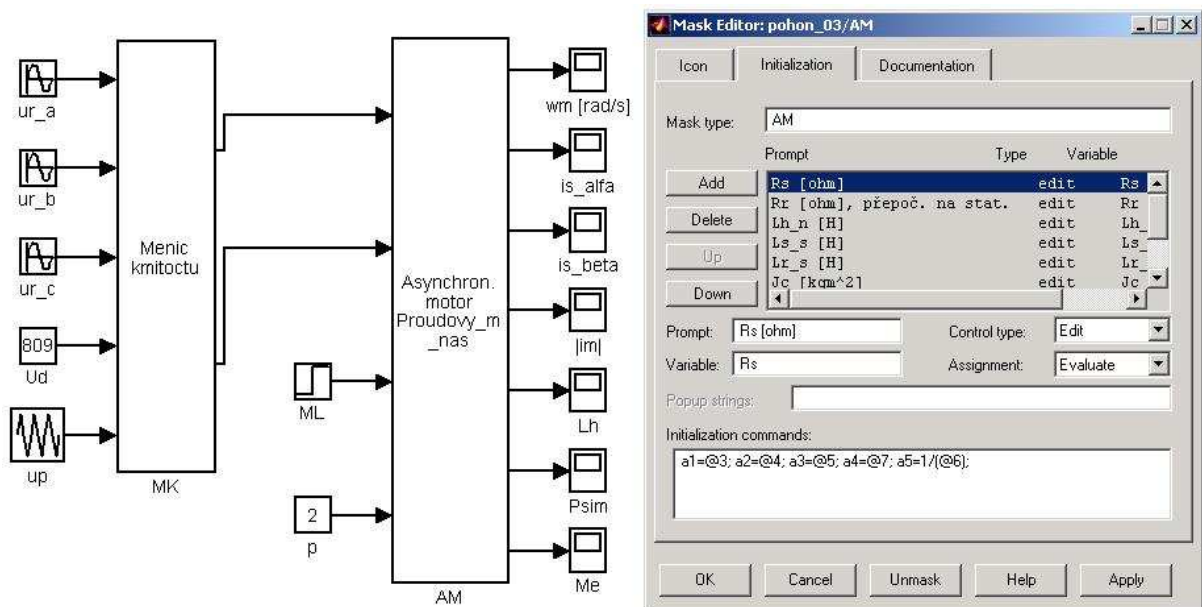 ur_a
ur_b
ur_c
809
Ud
up
Menic
kmitoctu
MK
ML
2
p
Asynchron.
motor
Proudovy_m
_nas
AM
wm [rad/s]
is_alfa
is_beta
|im|
Lh
Psim
Me
Mask Editor: pohon_03/AM
Icon Initialization Documentation
Mask type: AM
Prompt Type Variable
Add
Delete
Up
Down
Rs [ohm] edit Rs
Rr [ohm], přepoč. na stat. edit Rr
Lh_n [H] edit Lh_
Ls_s [H] edit Ls_
Lr_s [H] edit Lr_
Jc [kgm^2] edit Jc
Prompt: Rs [ohm] Control type: Edit
Variable: Rs Assignment: Evaluate
Popup strings:
Initialization commands:
a1=@3; a2=@4; a3=@5; a4=@7; a5=1/(@6);
OK Cancel Unmask Help Apply